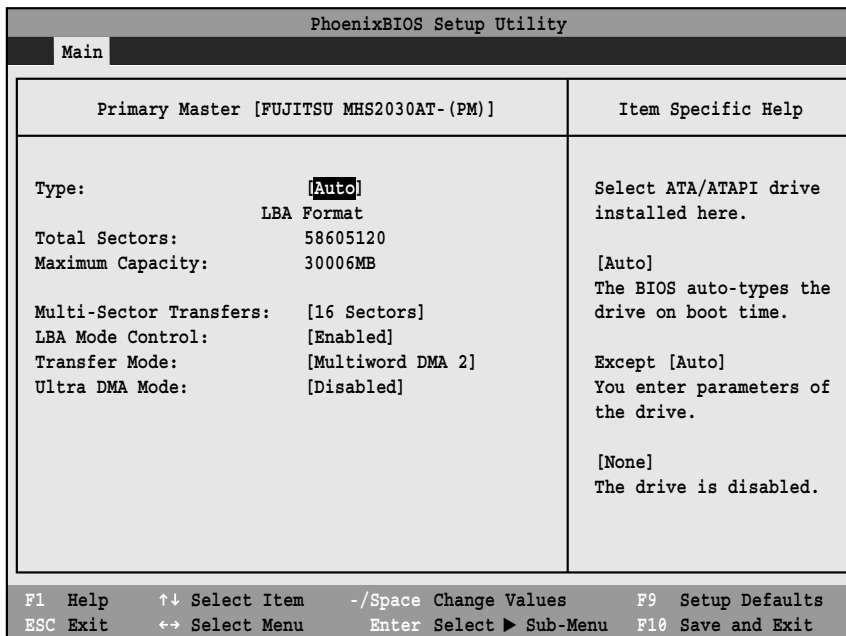 PhoenixBIOS Setup Utility
Main
Primary Master [FUJITSU MHS2030AT-(PM)]
Item Specific Help
Type: [Auto]
LBA Format
Total Sectors: 58605120
Maximum Capacity: 30006MB
Multi-Sector Transfers: [16 Sectors]
LBA Mode Control: [Enabled]
Transfer Mode: [Multiword DMA 2]
Ultra DMA Mode: [Disabled]
Select ATA/ATAPI drive
installed here.
[Auto]
The BIOS auto-types the
drive on boot time.
Except [Auto]
You enter parameters of
the drive.
[None]
The drive is disabled.
F1 Help ↑↓ Select Item -/Space Change Values F9 Setup Defaults
ESC Exit ←→ Select Menu Enter Select ▶ Sub-Menu F10 Save and Exit